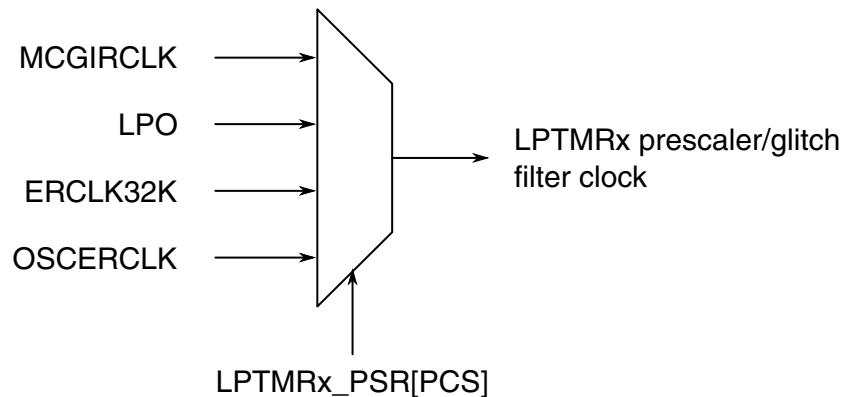 MCGIRCLK
LPO
ERCLK32K
OSCERCLK
LPTMRx prescaler/glitch
filter clock
LPTMRx_PSR[PCS]